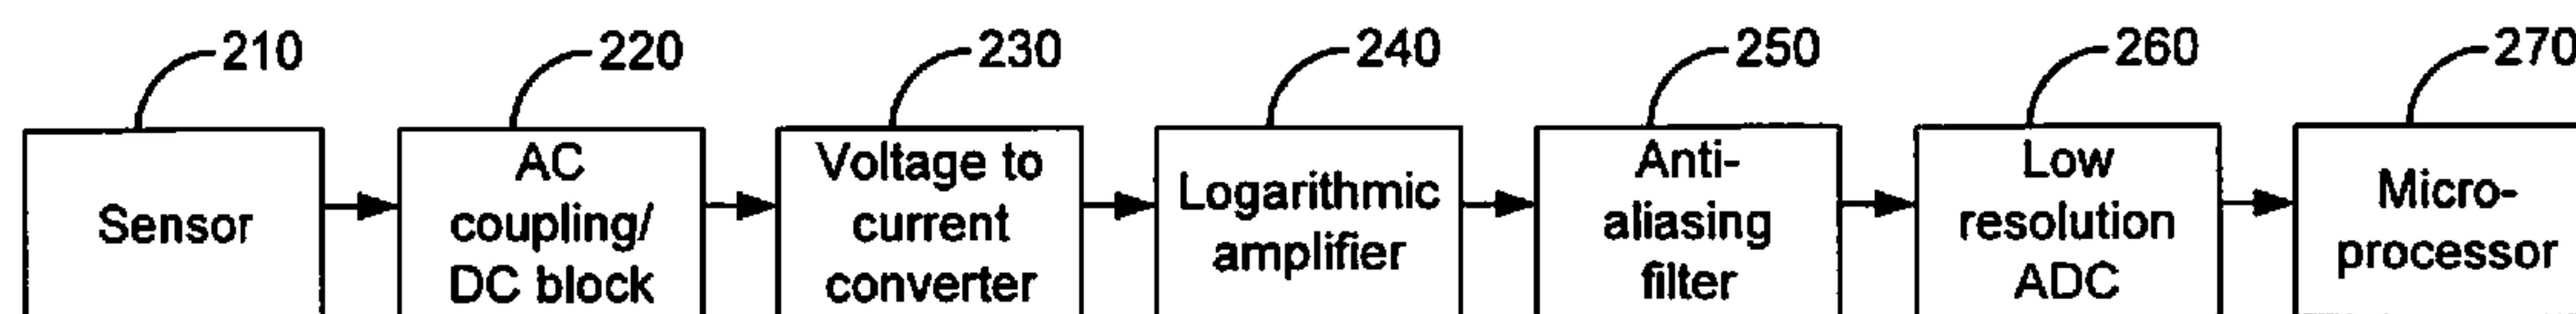 210 220 230 240 250 260 270
Sensor
AC
coupling/
DC block
Voltage to
current
converter
Logarithmic
amplifier
Anti-
aliasing
filter
Low
resolution
ADC
Micro-
processor